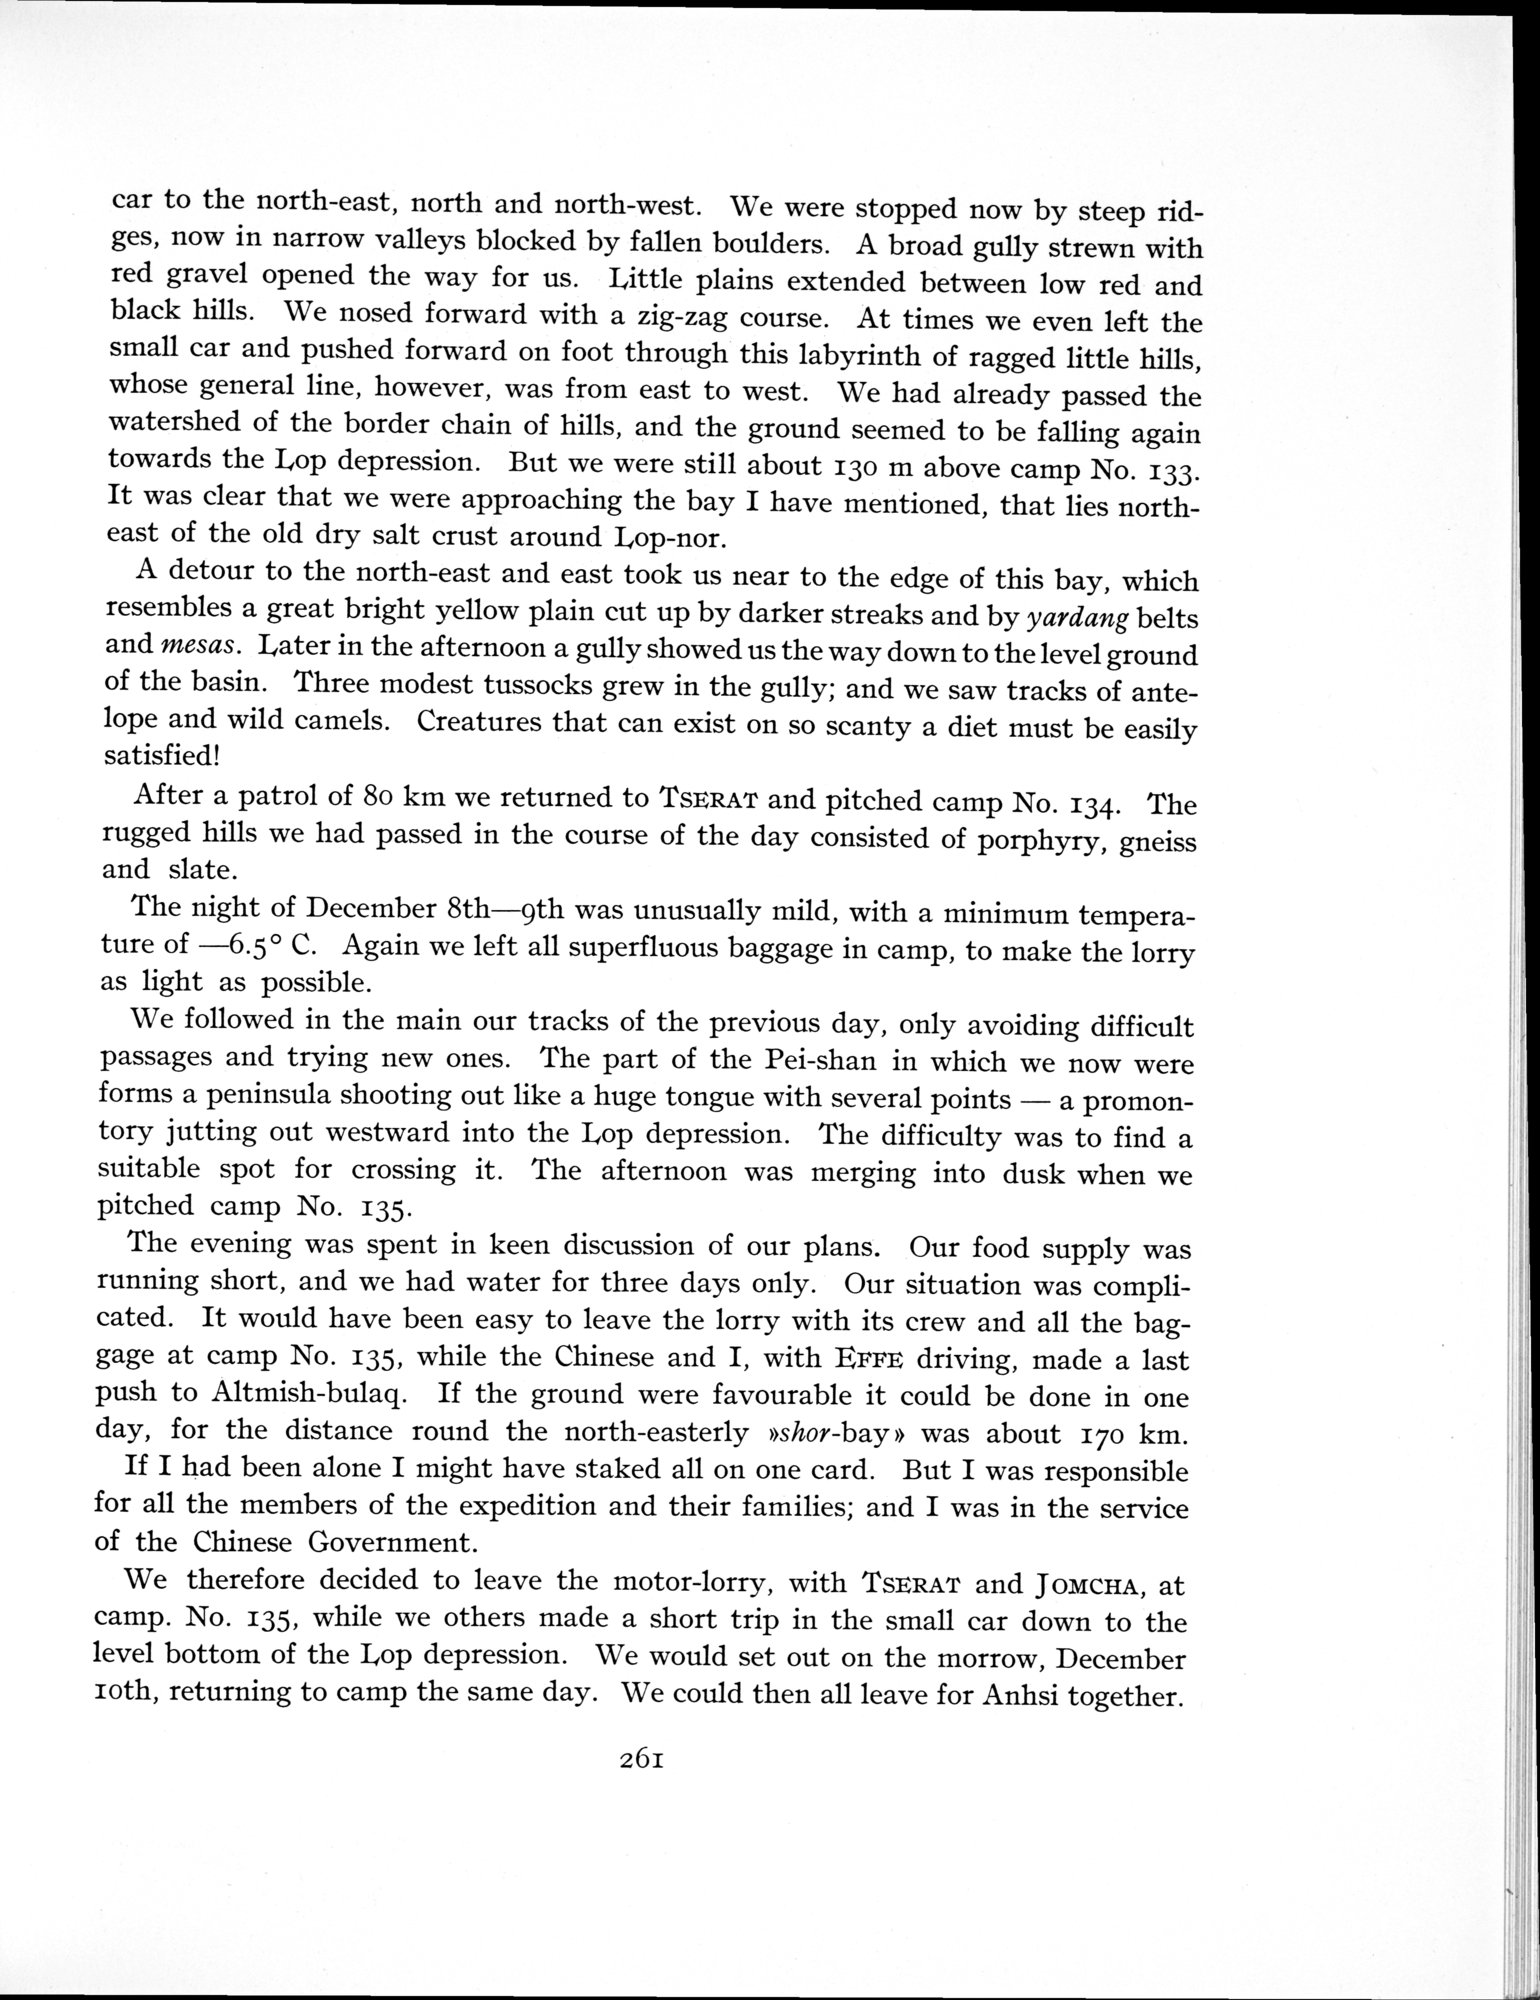 car to the north-east, north and north-west. We were stopped now by steep rid-
ges, now in narrow valleys blocked by fallen boulders. A broad gully strewn with
red gravel opened the way for us. Little plains extended between low red and
black hills. We nosed forward with a zig-zag course. At times we even left the
small car and pushed forward on foot through this labyrinth of ragged little hills,
whose general line, however, was from east to west. We had already passed the
watershed of the border chain of hills, and the ground seemed to be falling again
towards the Lop depression. But we were still about 130 m above camp No. 133.
It was clear that we were approaching the bay I have mentioned, that lies north-
east of the old dry salt crust around Lop-nor.
A detour to the north-east and east took us near to the edge of this bay, which
resembles a great bright yellow plain cut up by darker streaks and by yardang belts
and mesas. Later in the afternoon a gully showed us the way down to the level ground
of the basin. Three modest tussocks grew in the gully; and we saw tracks of ante-
lope and wild camels. Creatures that can exist on so scanty a diet must be easily
satisfied!
After a patrol of 80 km we returned to TSERAT and pitched camp No. 134. The
rugged hills we had passed in the course of the day consisted of porphyry, gneiss
and slate.
The night of December 8th—9th was unusually mild, with a minimum tempera-
ture of —6.5° C. Again we left all superfluous baggage in camp, to make the lorry
as light as possible.
We followed in the main our tracks of the previous day, only avoiding difficult
passages and trying new ones. The part of the Pei-shan in which we now were
forms a peninsula shooting out like a huge tongue with several points — a promon-
tory jutting out westward into the Lop depression. The difficulty was to find a
suitable spot for crossing it. The afternoon was merging into dusk when we
pitched camp No. 135.
The evening was spent in keen discussion of our plans. Our food supply was
running short, and we had water for three days only. Our situation was compli-
cated. It would have been easy to leave the lorry with its crew and all the bag-
gage at camp No. 135, while the Chinese and I, with EFFE driving, made a last
push to Altmish-bulaq. If the ground were favourable it could be done in one
day, for the distance round the north-easterly »shor-bay» was about 170 km.
If I had been alone I might have staked all on one card. But I was responsible
for all the members of the expedition and their families; and I was in the service
of the Chinese Government.
We therefore decided to leave the motor-lorry, with TSERAT and JOMCHA, at
camp. No. 135, while we others made a short trip in the small car down to the
level bottom of the Lop depression. We would set out on the morrow, December
10th, returning to camp the same day. We could then all leave for Anhsi together.
261